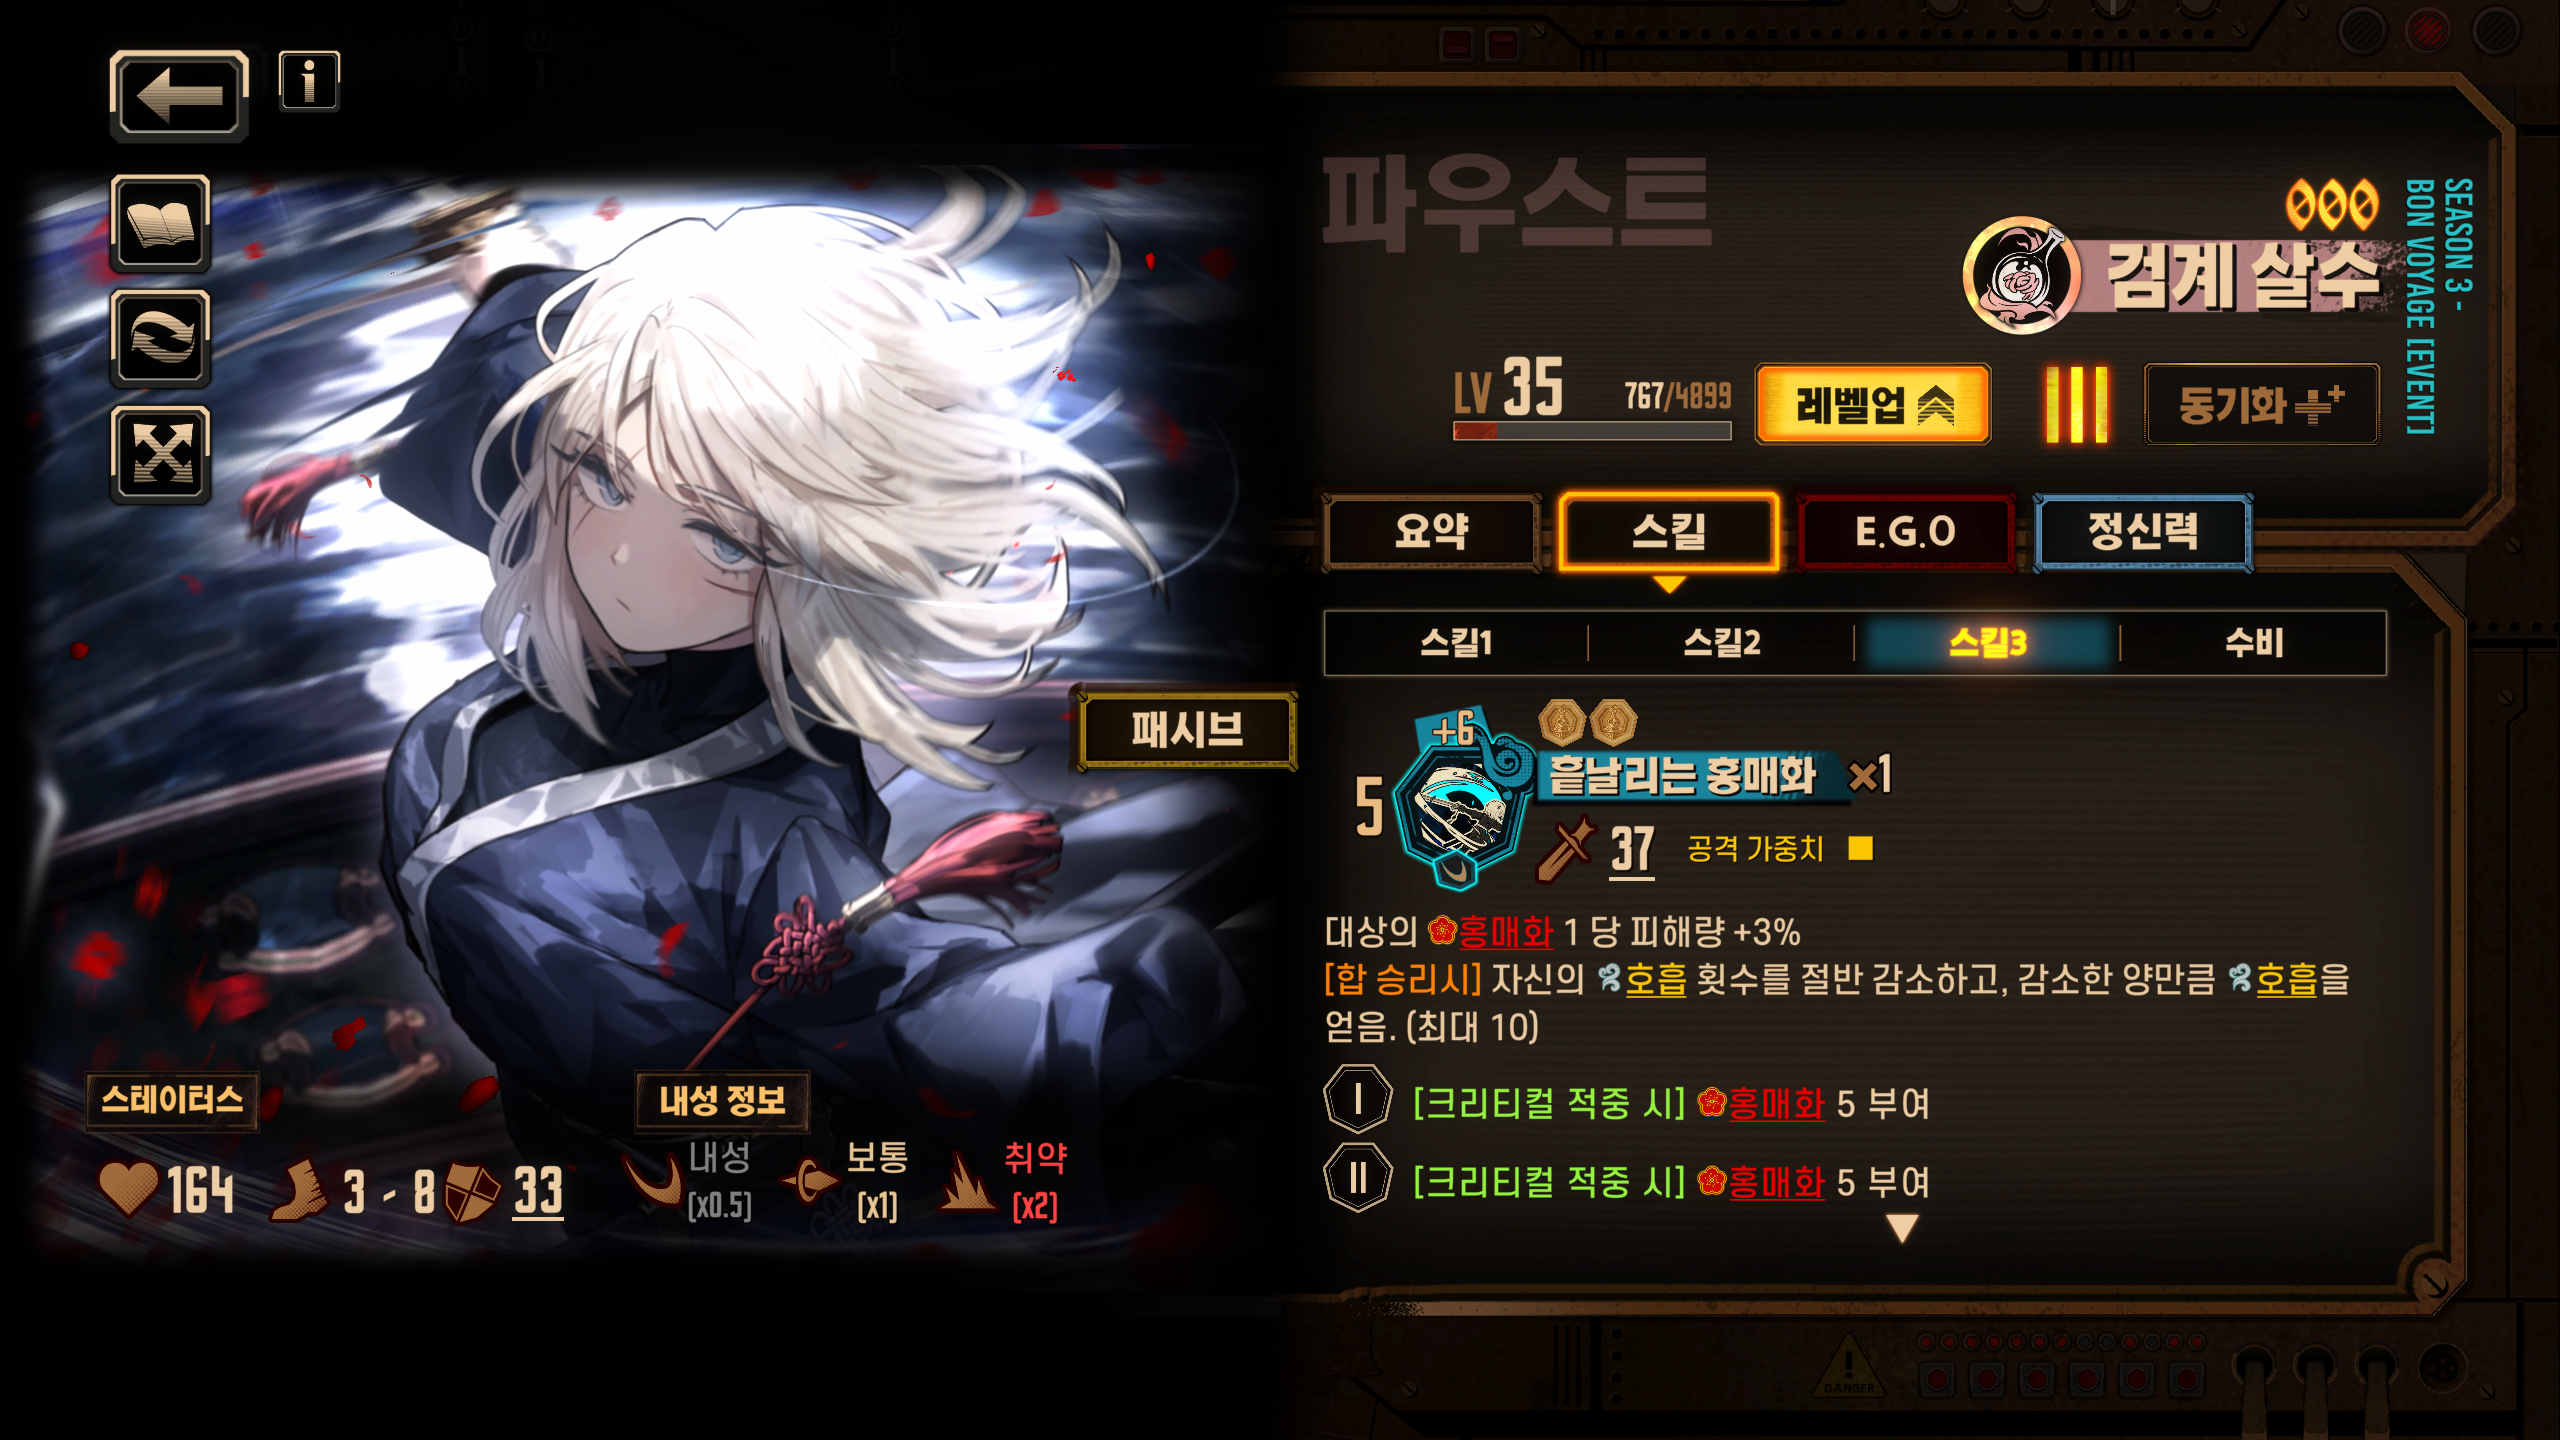 파우스트
검계 살수
SEASON 3 -
BON VOYAGE [EVENT]
LV 35
767/4899
레벨업
동기화
요약
스킬
E.G.O
정신력
스킬1
스킬2
스킬3
수비
패시브
+6
5
흩날리는 홍매화 ×1
37
공격 가중치
대상의 홍매화 1 당 피해량 +3%
[합 승리시] 자신의 호흡 횟수를 절반 감소하고, 감소한 양만큼 호흡을
얻음. (최대 10)
I [크리티컬 적중 시] 홍매화 5 부여
II [크리티컬 적중 시] 홍매화 5 부여
스테이터스
164
3 - 8
33
내성 정보
내성
(x0.5)
보통
(x1)
취약
(x2)
DANGER